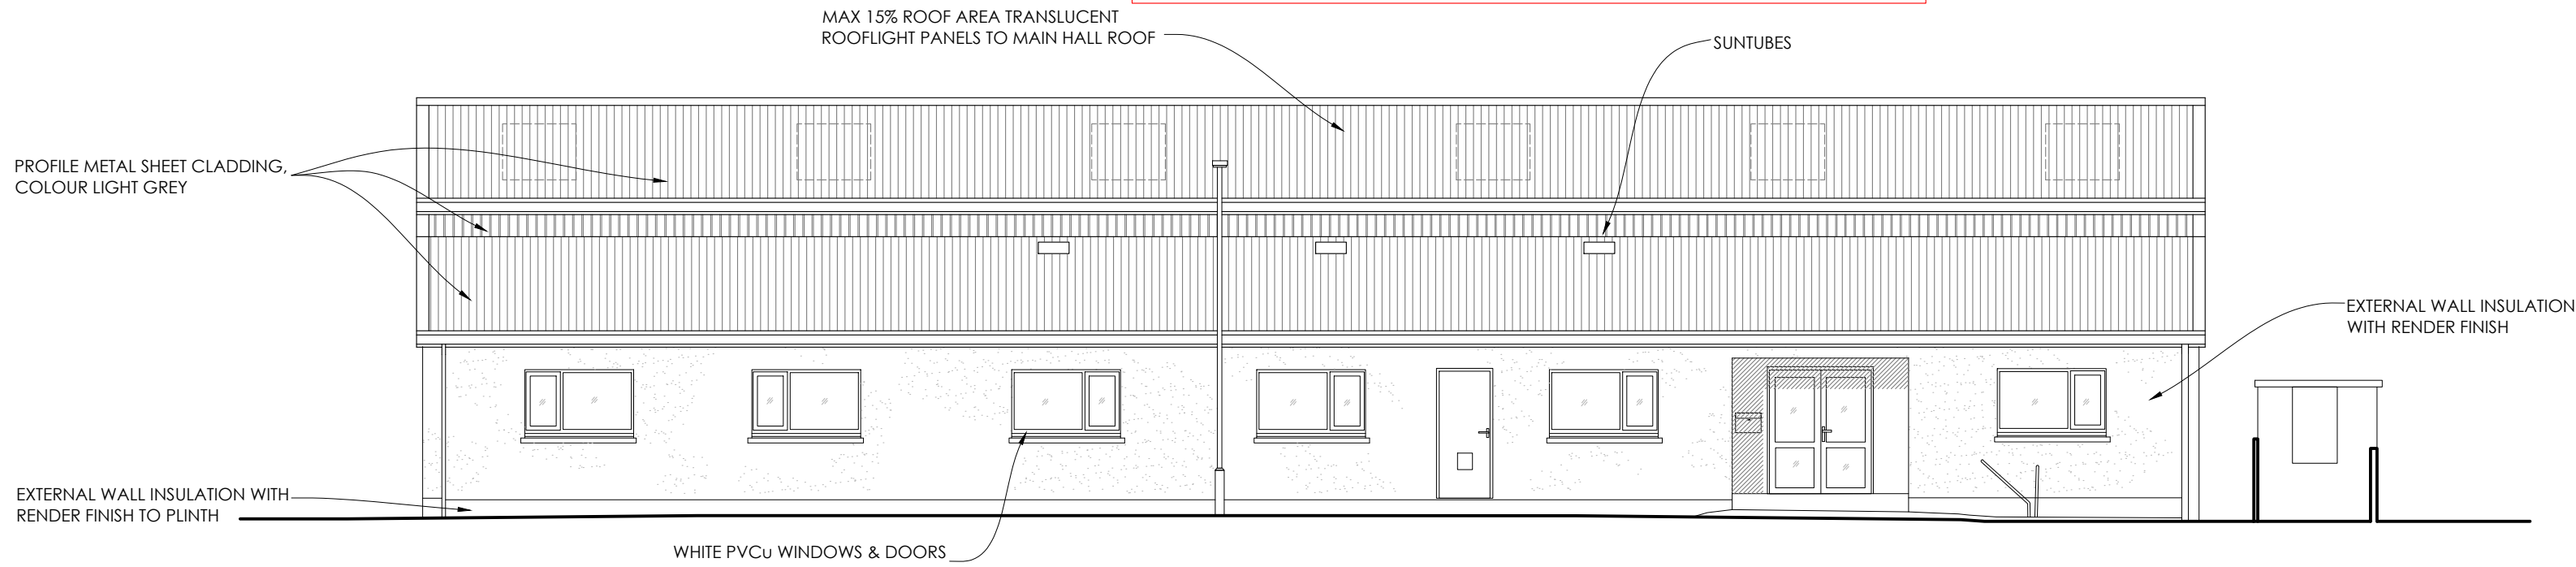 MAX 15% ROOF AREA TRANSLUCENT
ROOFLIGHT PANELS TO MAIN HALL ROOF
SUNTUBES
PROFILE METAL SHEET CLADDING,
COLOUR LIGHT GREY
EXTERNAL WALL INSULATION
WITH RENDER FINISH
EXTERNAL WALL INSULATION WITH
RENDER FINISH TO PLINTH
WHITE PVCu WINDOWS & DOORS